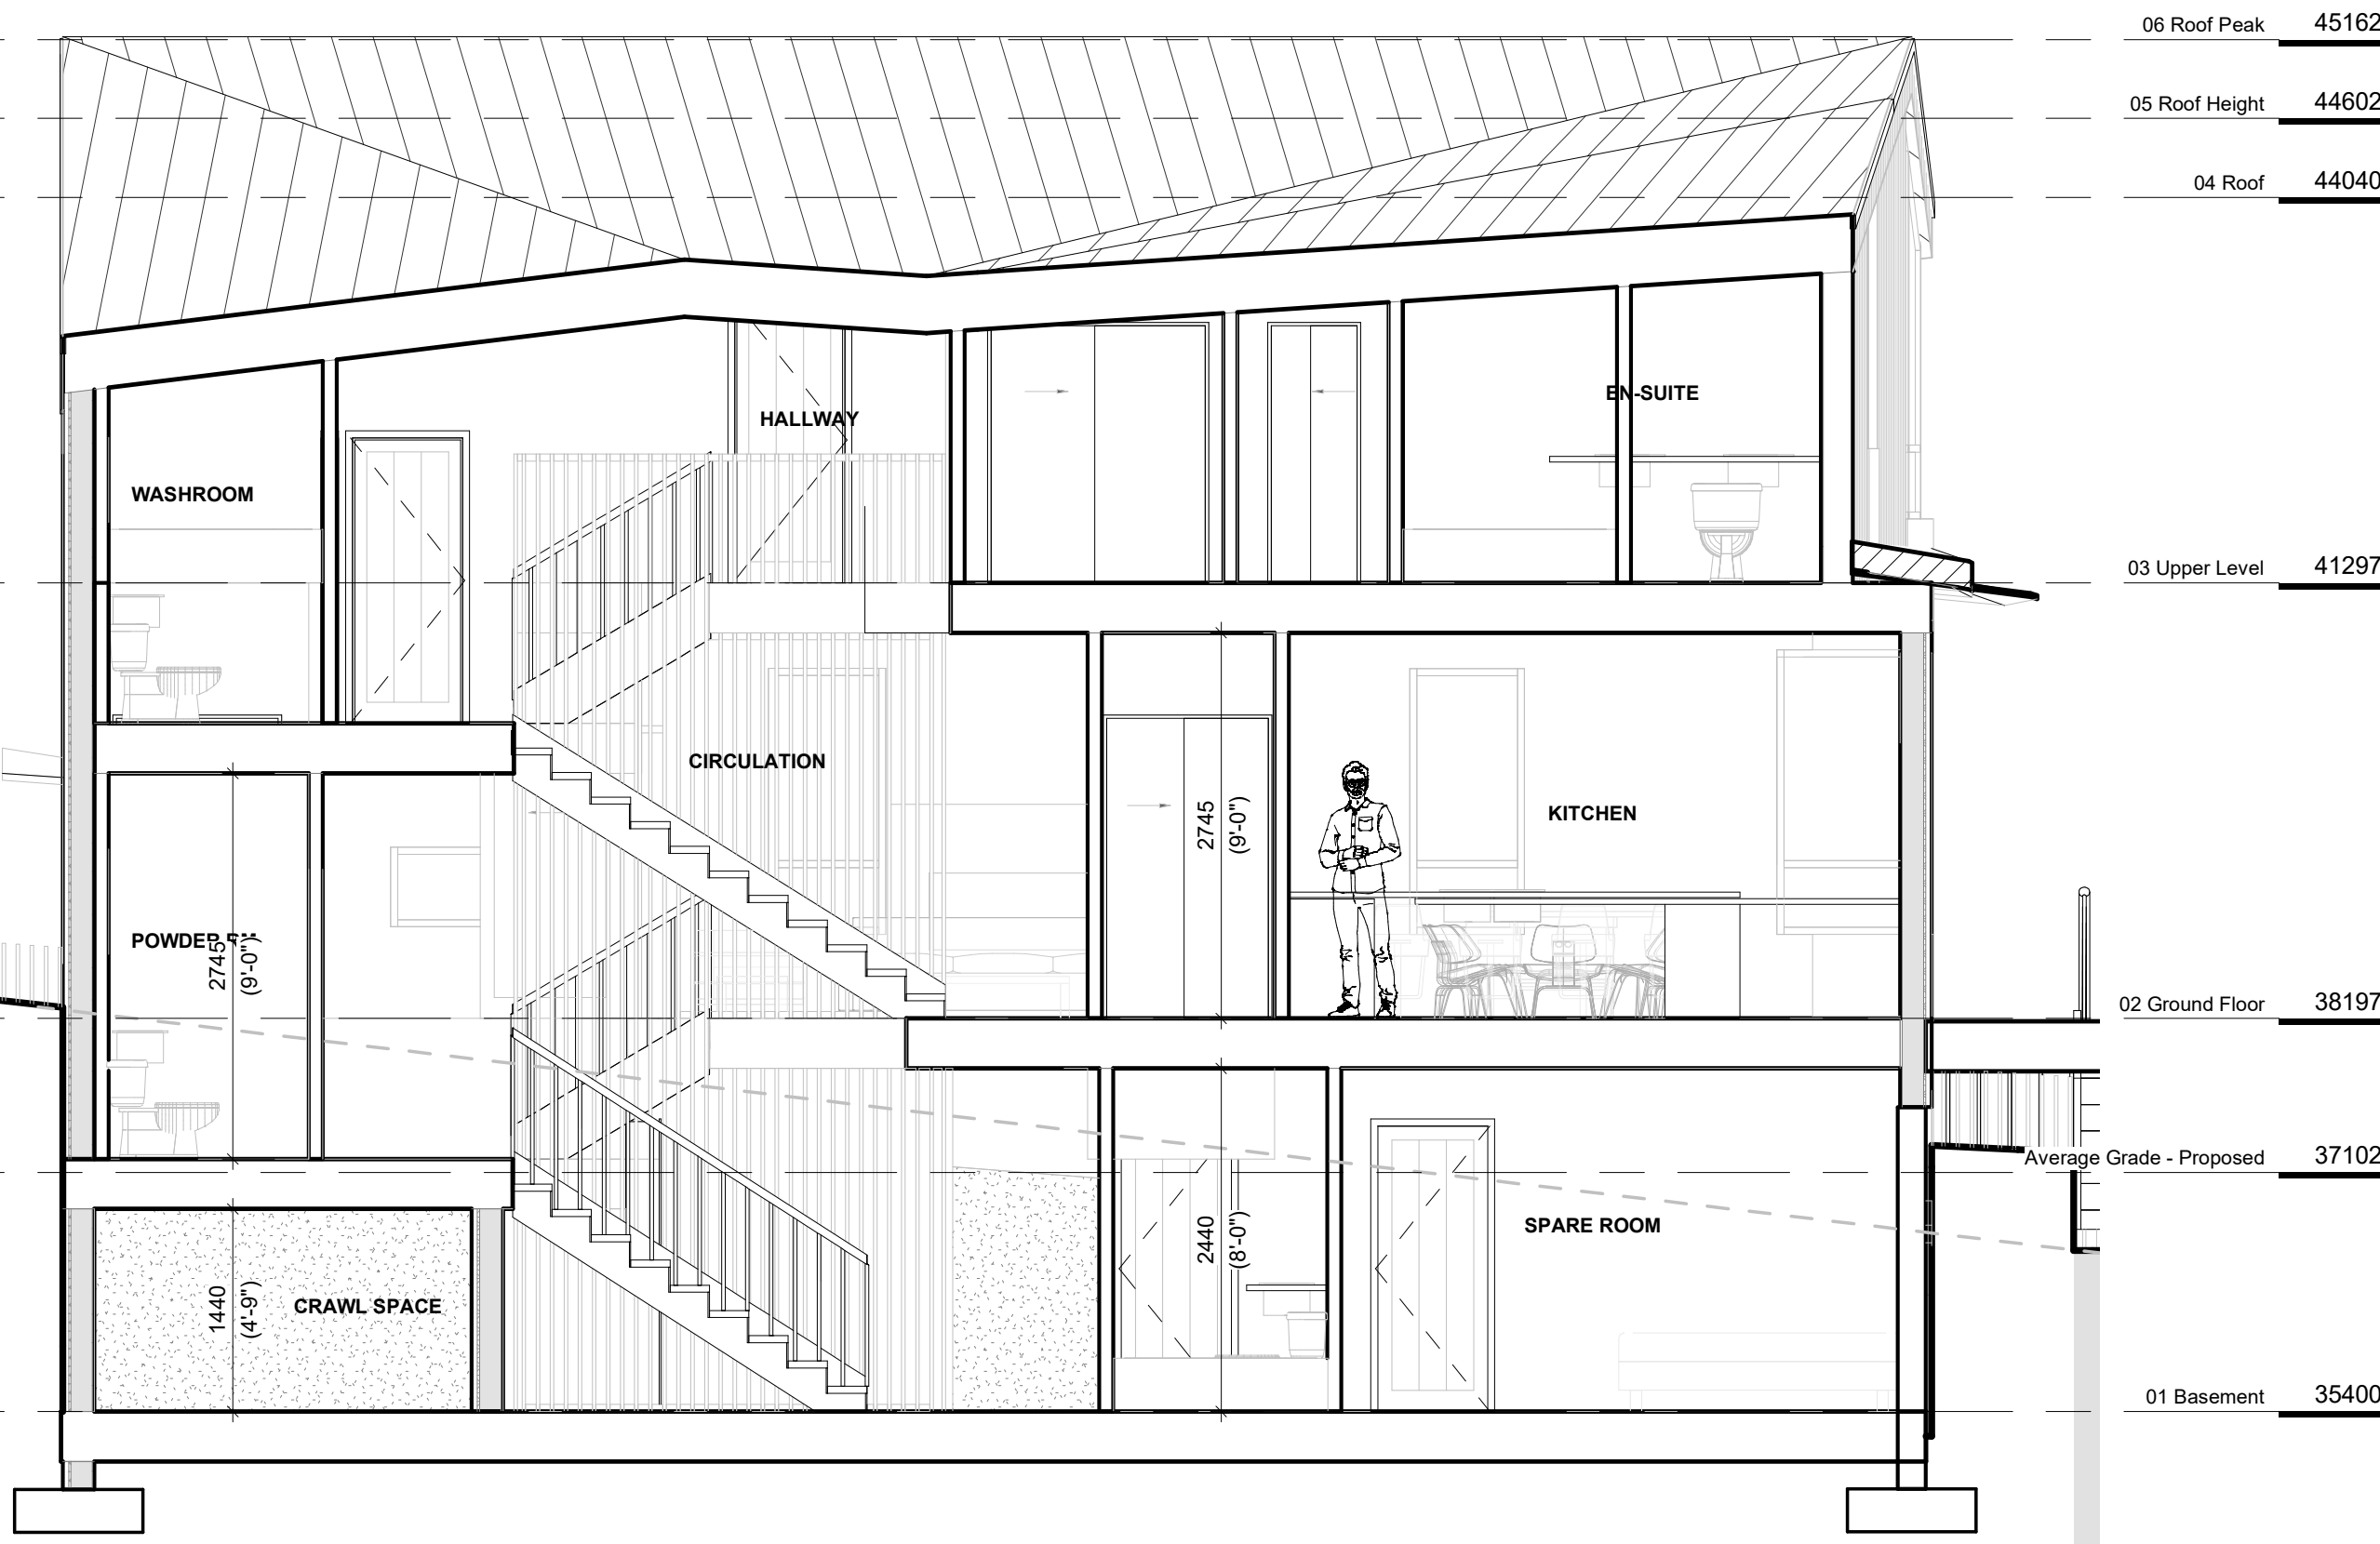 06 Roof Peak 45162
05 Roof Height 44602
04 Roof 44040
HALLWAY
EN-SUITE
WASHROOM
03 Upper Level 41297
CIRCULATION
2745
(9'-0")
KITCHEN
2745
(9'-0")
02 Ground Floor 38197
Average Grade - Proposed 37102
2440
(8'-0")
SPARE ROOM
1440
(4'-9")
CRAWL SPACE
01 Basement 35400